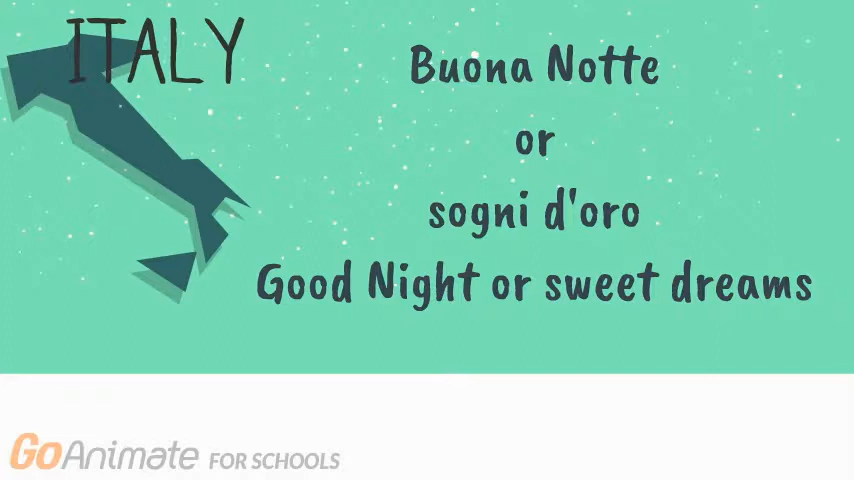 ITALY
Buona Notte
or
sogni d'oro
Good Night or sweet dreams
GoAnimate FOR SCHOOLS